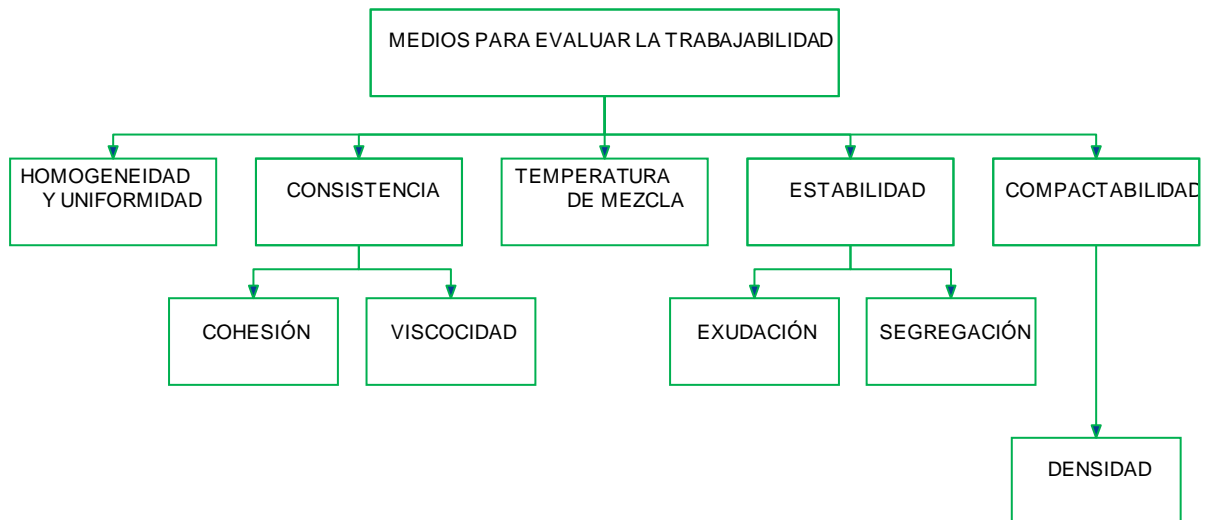 MEDIOS PARA EVALUAR LA TRABAJABILIDAD
HOMOGENEIDAD
Y UNIFORMIDAD
CONSISTENCIA
TEMPERATURA
DE MEZCLA
ESTABILIDAD
COMPACTABILIDAD
COHESIÓN
VISCOCIDAD
EXUDACIÓN
SEGREGACIÓN
DENSIDAD